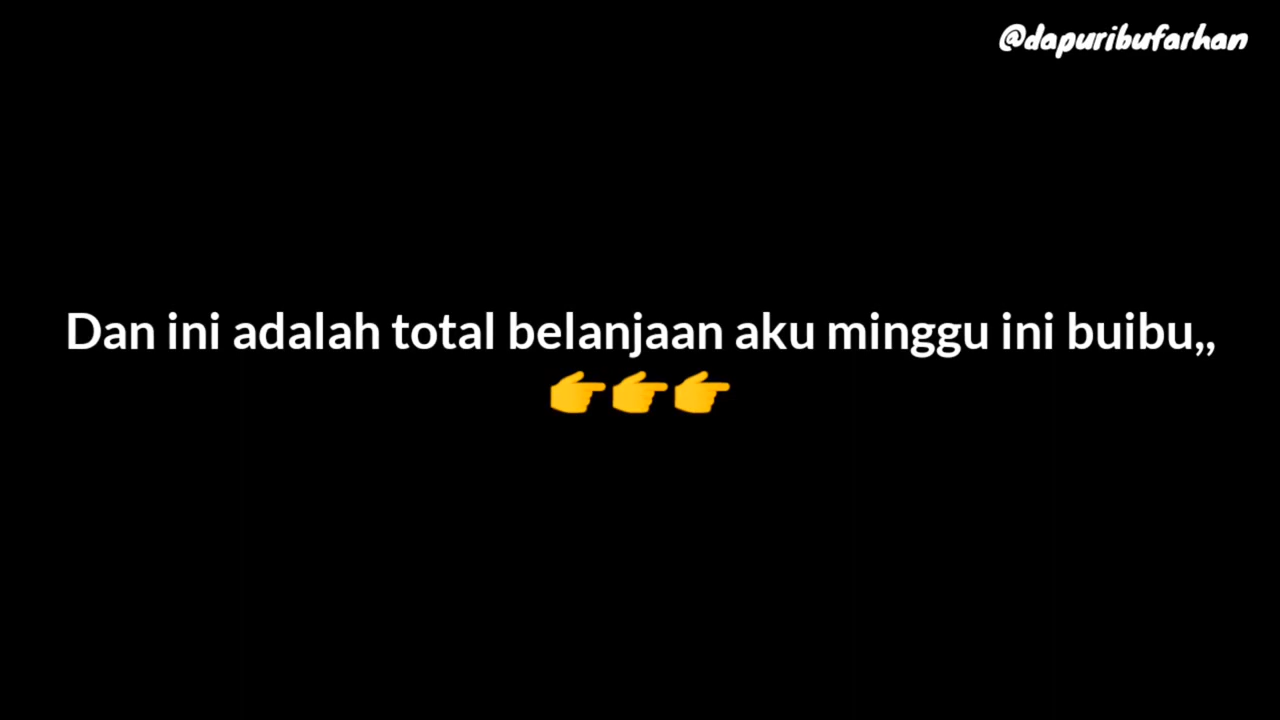 @dapuribufarhan
Dan ini adalah total belanjaan aku minggu ini buibu,,
👉👉👉